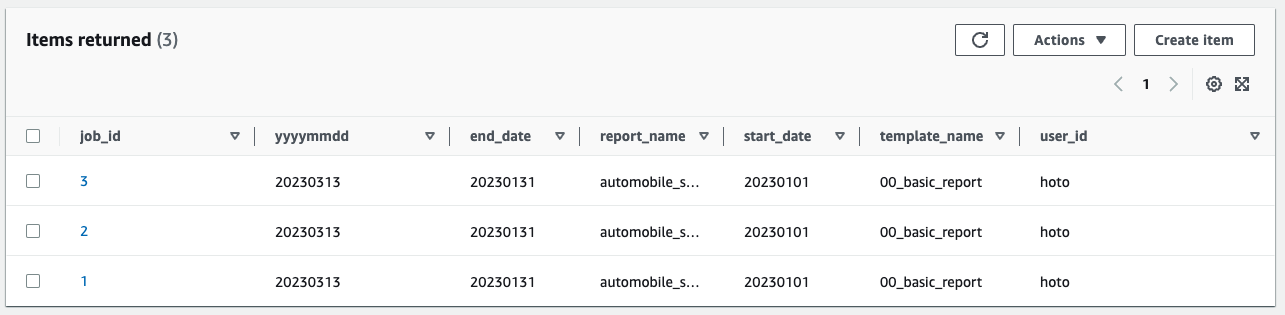 Items returned (3)
Actions
Create item
1
job_id yyyymmdd end_date report_name start_date template_name user_id
3 20230313 20230131 automobile_s... 20230101 00_basic_report hoto
2 20230313 20230131 automobile_s... 20230101 00_basic_report hoto
1 20230313 20230131 automobile_s... 20230101 00_basic_report hoto